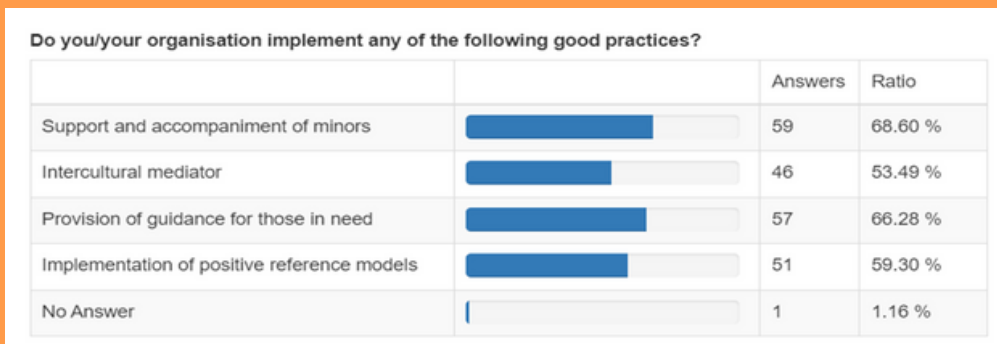 Do you/your organisation implement any of the following good practices?
Answers Ratio
Support and accompaniment of minors 59 68.60 %
Intercultural mediator 46 53.49 %
Provision of guidance for those in need 57 66.28 %
Implementation of positive reference models 51 59.30 %
No Answer 1 1.16 %